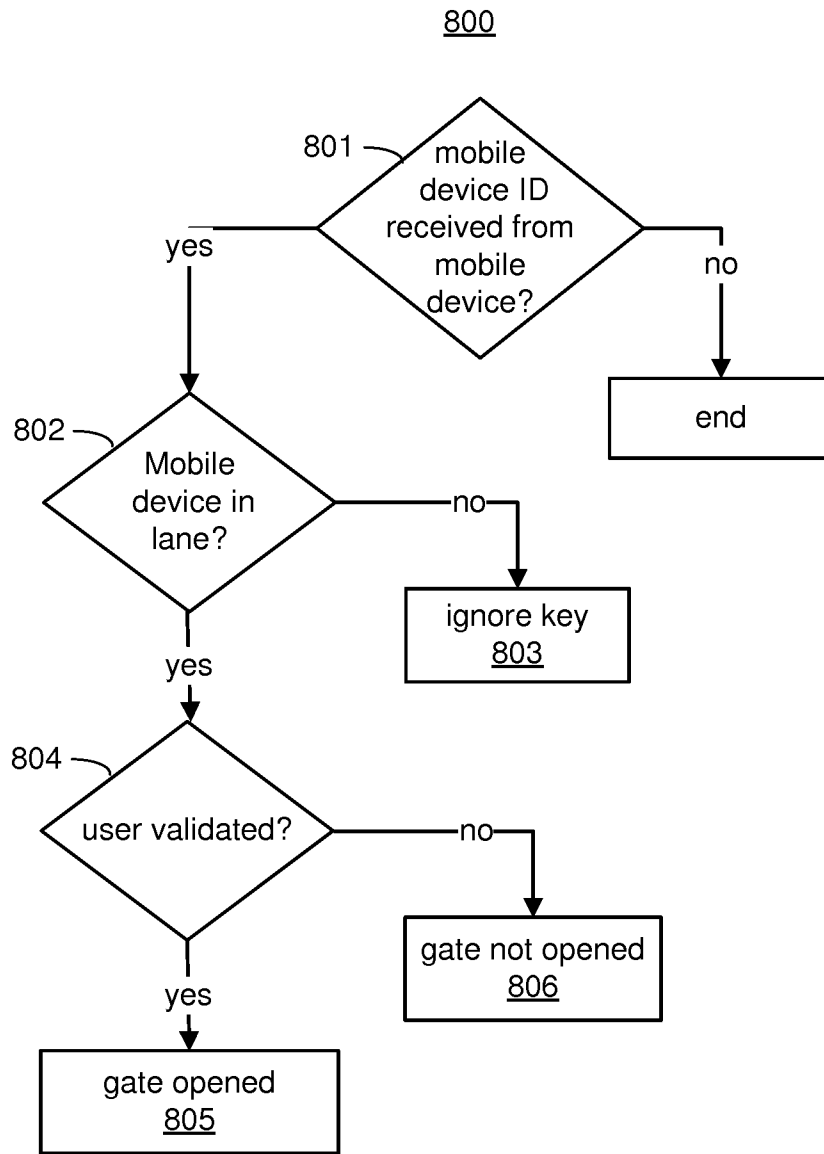 800
801
mobile
device ID
received from
mobile
device?
yes
no
end
802
Mobile
device in
lane?
no
ignore key
803
yes
804
user validated?
no
gate not opened
806
yes
gate opened
805